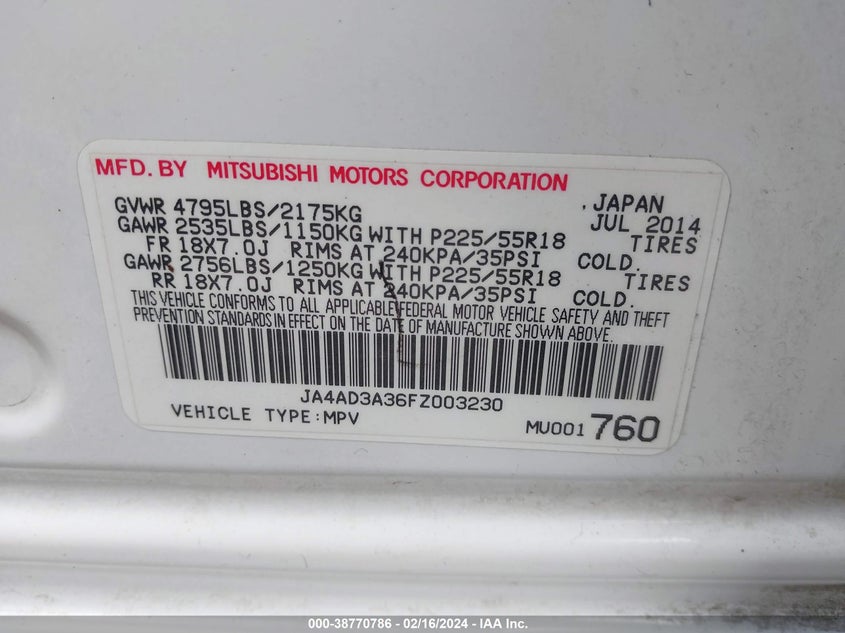 MFD. BY MITSUBISHI MOTORS CORPORATION
. JAPAN
GVWR 4795LBS/2175KG JUL 2014
GAWR 2535LBS/1150KG WITH P225/55R18 TIRES
FR 18X7.0J RIMS AT 240KPA/35PSI COLD.
GAWR 2756LBS/1250KG WITH P225/55R18 TIRES
RR 18X7.0J RIMS AT 240KPA/35PSI COLD.
THIS VEHICLE CONFORMS TO ALL APPLICABLE FEDERAL MOTOR VEHICLE SAFETY AND THEFT
PREVENTION STANDARDS IN EFFECT ON THE DATE OF MANUFACTURE SHOWN ABOVE.
JA4AD3A36FZ003230
VEHICLE TYPE:MPV MU001 760
000-38770786 - 02/16/2024 - IAA Inc.